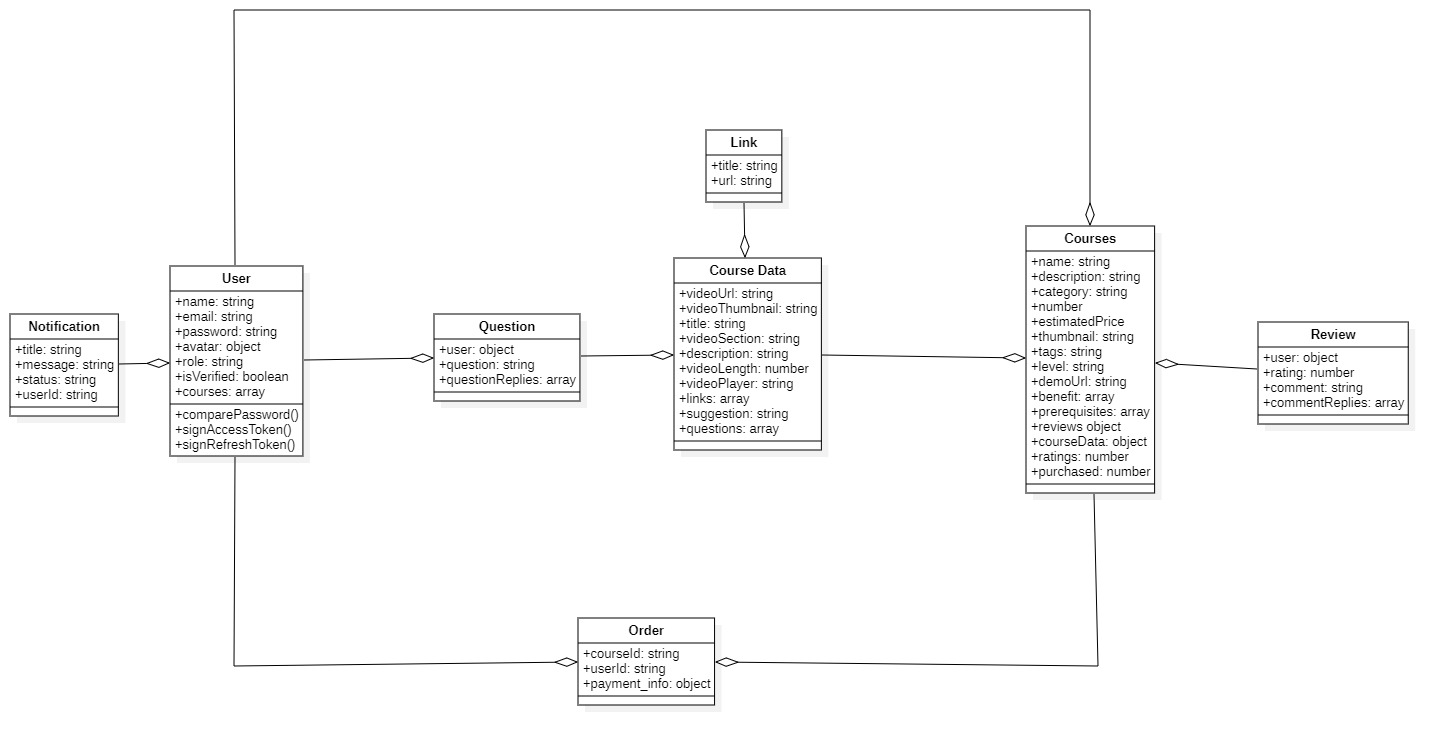 Link
+title: string
+url: string
User
+name: string
+email: string
+password: string
+avatar: object
+role: string
+isVerified: boolean
+courses: array
+comparePassword()
+signAccessToken()
+signRefreshToken()
Notification
+title: string
+message: string
+status: string
+userId: string
Question
+user: object
+question: string
+questionReplies: array
Course Data
+videoUrl: string
+videoThumbnail: string
+title: string
+videoSection: string
+description: string
+videoLength: number
+videoPlayer: string
+links: array
+suggestion: string
+questions: array
Courses
+name: string
+description: string
+category: string
+number
+estimatedPrice
+thumbnail: string
+tags: string
+level: string
+demoUrl: string
+benefit: array
+prerequisites: array
+reviews object
+courseData: object
+ratings: number
+purchased: number
Review
+user: object
+rating: number
+comment: string
+commentReplies: array
Order
+courseId: string
+userId: string
+payment_info: object